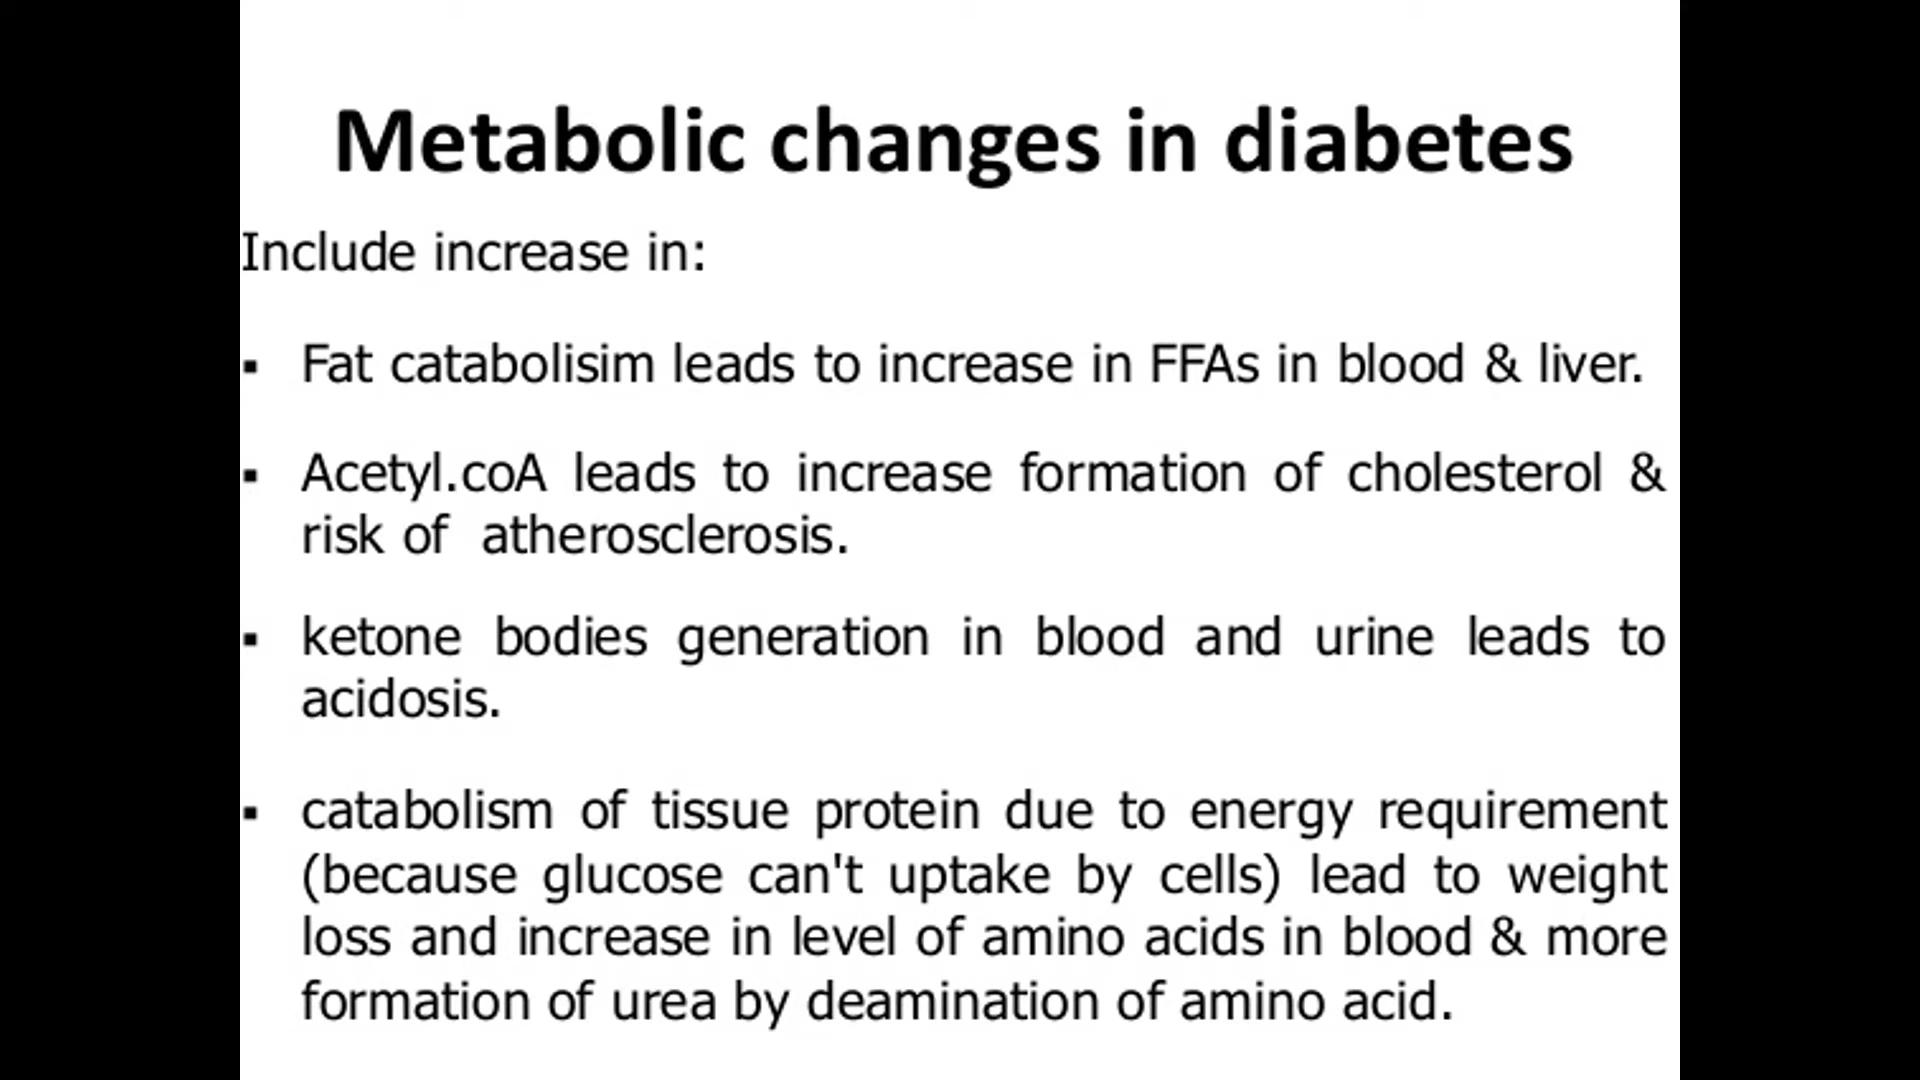 Metabolic changes in diabetes
Include increase in:
▪ Fat catabolisim leads to increase in FFAs in blood & liver.
▪ Acetyl.coA leads to increase formation of cholesterol &
risk of atherosclerosis.
▪ ketone bodies generation in blood and urine leads to
acidosis.
▪ catabolism of tissue protein due to energy requirement
(because glucose can't uptake by cells) lead to weight
loss and increase in level of amino acids in blood & more
formation of urea by deamination of amino acid.